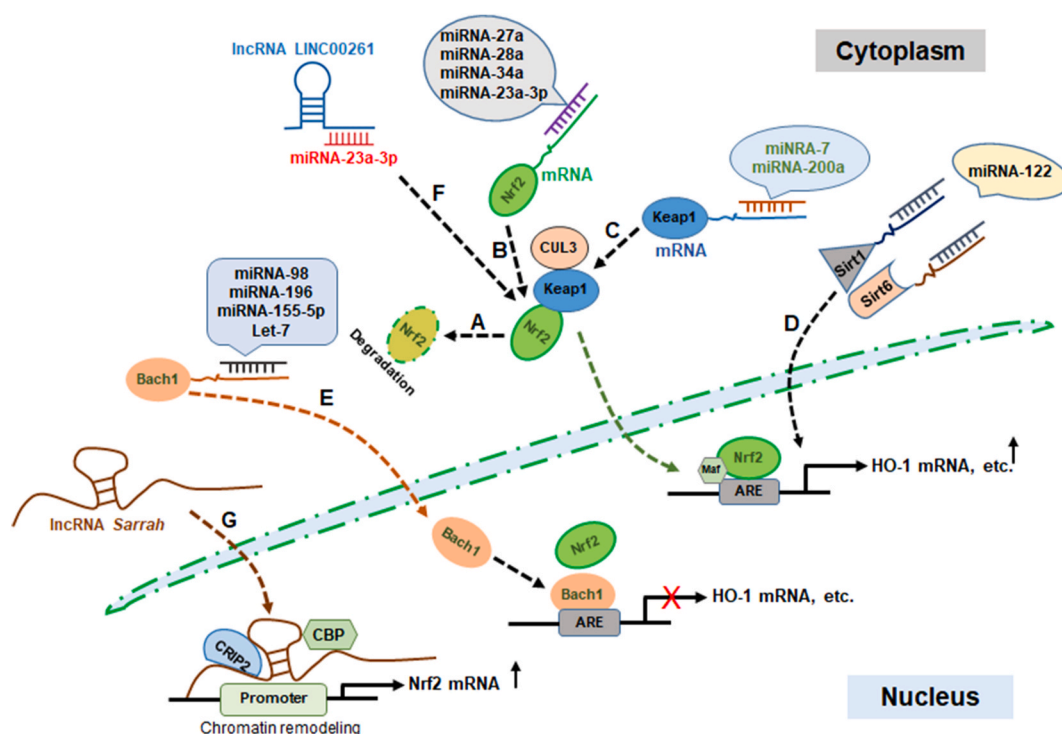 lncRNA LINC00261
miRNA-23a-3p
miRNA-27a
miRNA-28a
miRNA-34a
miRNA-23a-3p
Cytoplasm
Nrf2
mRNA
miNRA-7
miRNA-200a
Keap1
mRNA
miRNA-122
Sirt1
Sirt6
F
B
C
CUL3
Keap1
Nrf2
A
Nrf2
Degradation
D
miRNA-98
miRNA-196
miRNA-155-5p
Let-7
Bach1
E
Maf
Nrf2
ARE
HO-1 mRNA, etc.
lncRNA Sarrah
G
Bach1
Nrf2
Bach1
ARE
X
HO-1 mRNA, etc.
CRIP2
CBP
Promoter
Nrf2 mRNA
Chromatin remodeling
Nucleus